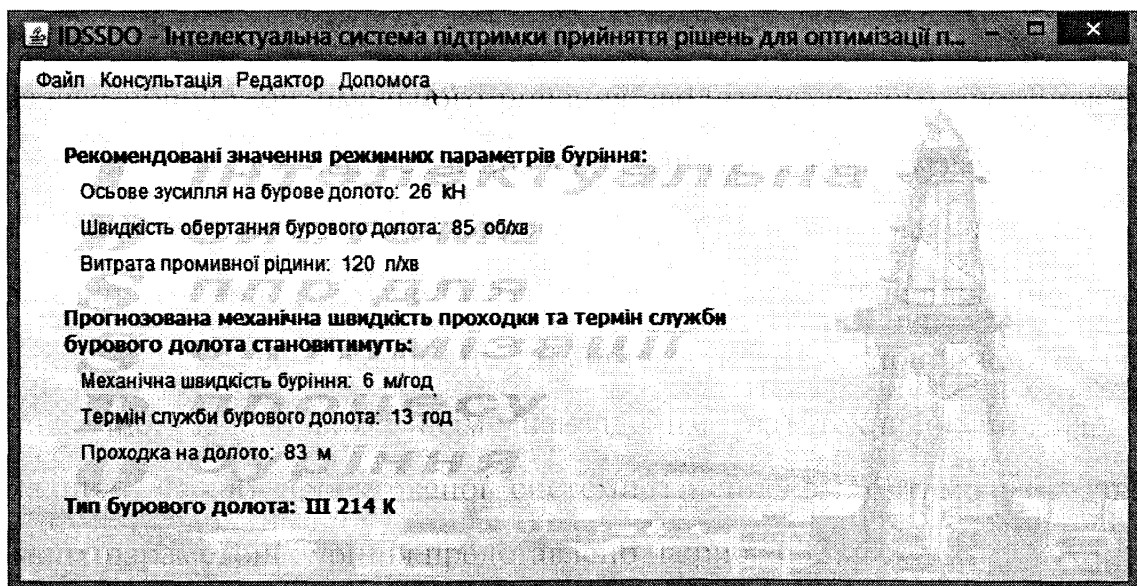 IDSSDO - Інтелектуальна система підтримки прийняття рішень для оптимізації п...
Файл Консультація Редактор Допомога
Рекомендовані значення режимних параметрів буріння:
Осьове зусилля на бурове долото: 26 кН
Швидкість обертання бурового долота: 85 об/хв
Витрата промивної рідини: 120 л/хв
Прогнозована механічна швидкість проходки та термін служби
бурового долота становитимуть:
Механічна швидкість буріння: 6 м/год
Термін служби бурового долота: 13 год
Проходка на долото: 83 м
Тип бурового долота: III 214 К